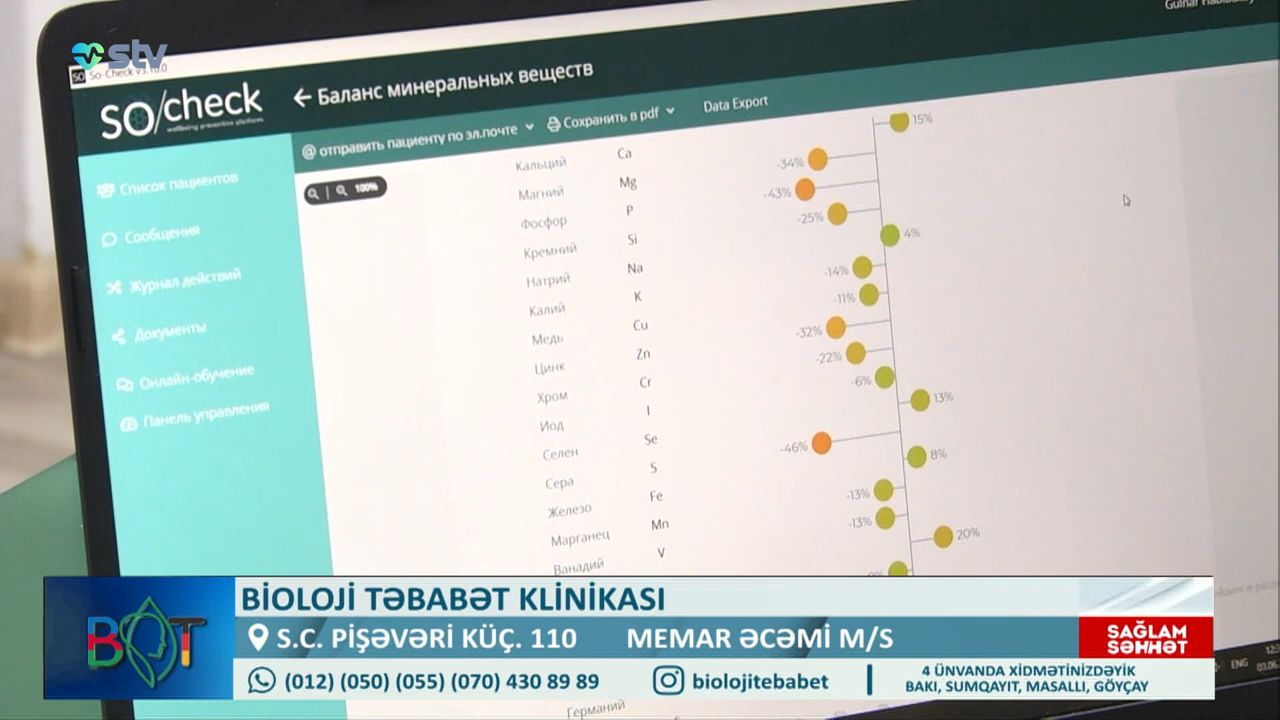 stv
So-Check v3.10.0
SO/check
wellbeing preventive platform
← Баланс минеральных веществ
@ отправить пациенту по эл.почте
Сохранить в pdf
Data Export
100%
Список пациентов
Сообщения
Журнал действий
Документы
Онлайн-обучение
Панель управления
15%
Кальций Ca -34%
Магний Mg -43%
Фосфор P -25%
Кремний Si 4%
Натрий Na -14%
Калий K -11%
Медь Cu -32%
Цинк Zn -22%
Хром Cr -6%
Йод I 13%
Селен Se -46%
Сера S 8%
Железо Fe -13%
Марганец Mn -13%
Ванадий V 20%
Германий
ENG
BOT
BİOLOJİ TƏBABƏT KLİNİKASI
S.C. PİŞƏVƏRİ KÜÇ. 110 MEMAR ƏCƏMİ M/S
(012) (050) (055) (070) 430 89 89
biolojitebabet
4 ÜNVANDA XİDMƏTİNİZDƏYİK
BAKI, SUMQAYIT, MASALLI, GÖYÇAY
SAĞLAM
SƏHHƏT